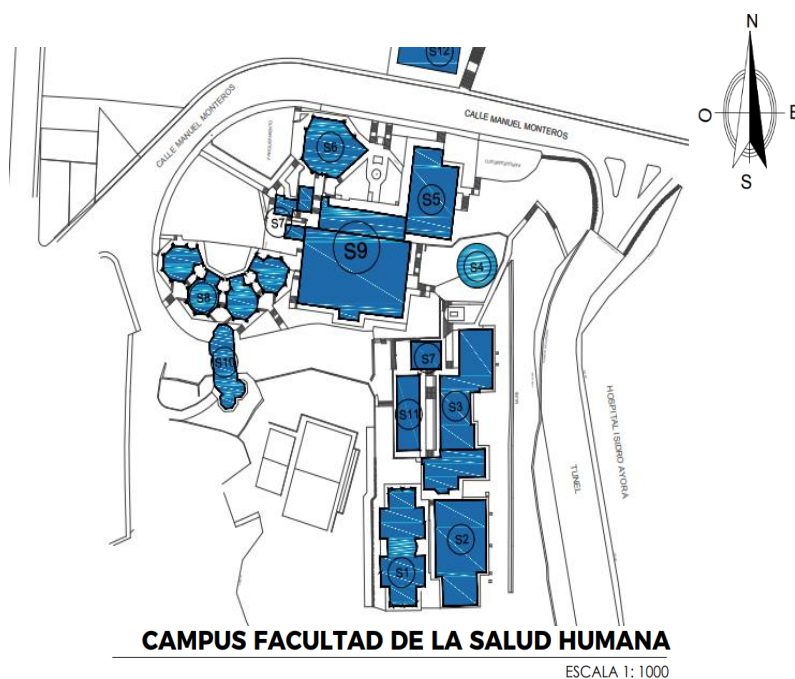 S12
N
CALLE MANUEL MONTEROS
CALLE MANUEL MONTEROS
O
E
S
S6
S5
S7
S9
S4
S8
S10
S7
S11
S3
HOSPITAL ISIDRO AYORA
TUNEL
S2
S1
CAMPUS FACULTAD DE LA SALUD HUMANA
ESCALA 1: 1000